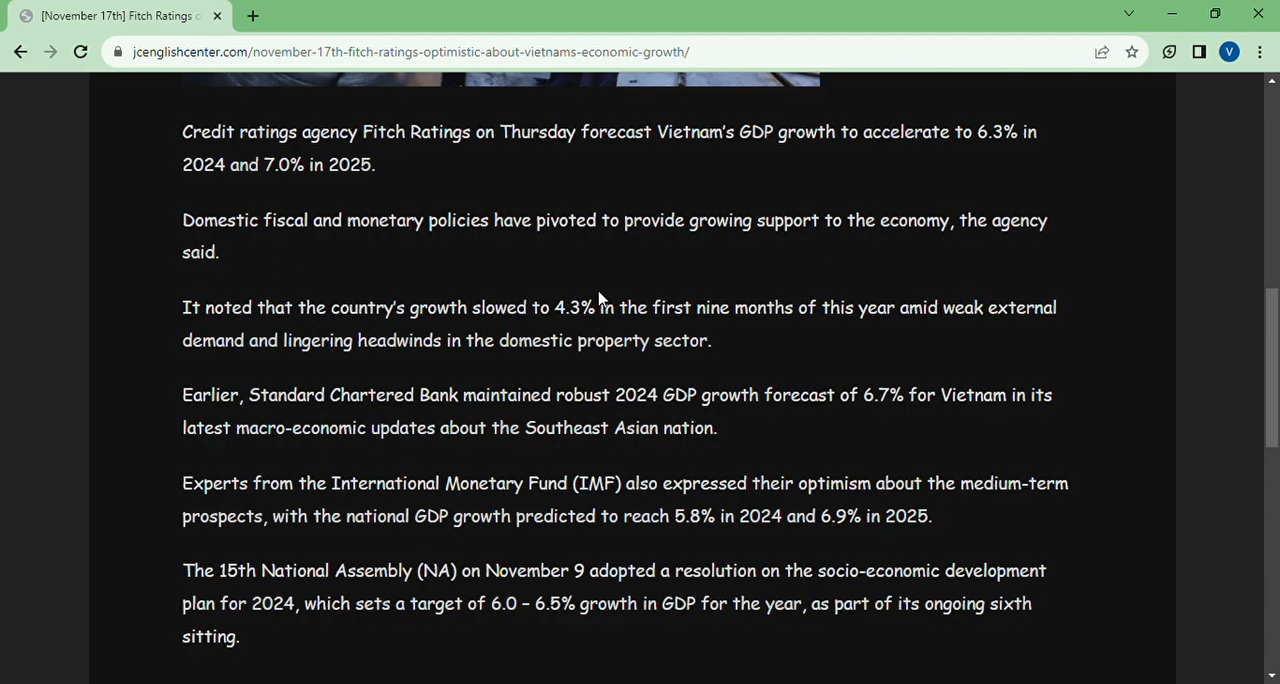 [November 17th] Fitch Ratings
jcenglishcenter.com/november-17th-fitch-ratings-optimistic-about-vietnams-economic-growth/
V
Credit ratings agency Fitch Ratings on Thursday forecast Vietnam's GDP growth to accelerate to 6.3% in
2024 and 7.0% in 2025.
Domestic fiscal and monetary policies have pivoted to provide growing support to the economy, the agency
said.
It noted that the country's growth slowed to 4.3% in the first nine months of this year amid weak external
demand and lingering headwinds in the domestic property sector.
Earlier, Standard Chartered Bank maintained robust 2024 GDP growth forecast of 6.7% for Vietnam in its
latest macro-economic updates about the Southeast Asian nation.
Experts from the International Monetary Fund (IMF) also expressed their optimism about the medium-term
prospects, with the national GDP growth predicted to reach 5.8% in 2024 and 6.9% in 2025.
The 15th National Assembly (NA) on November 9 adopted a resolution on the socio-economic development
plan for 2024, which sets a target of 6.0 – 6.5% growth in GDP for the year, as part of its ongoing sixth
sitting.